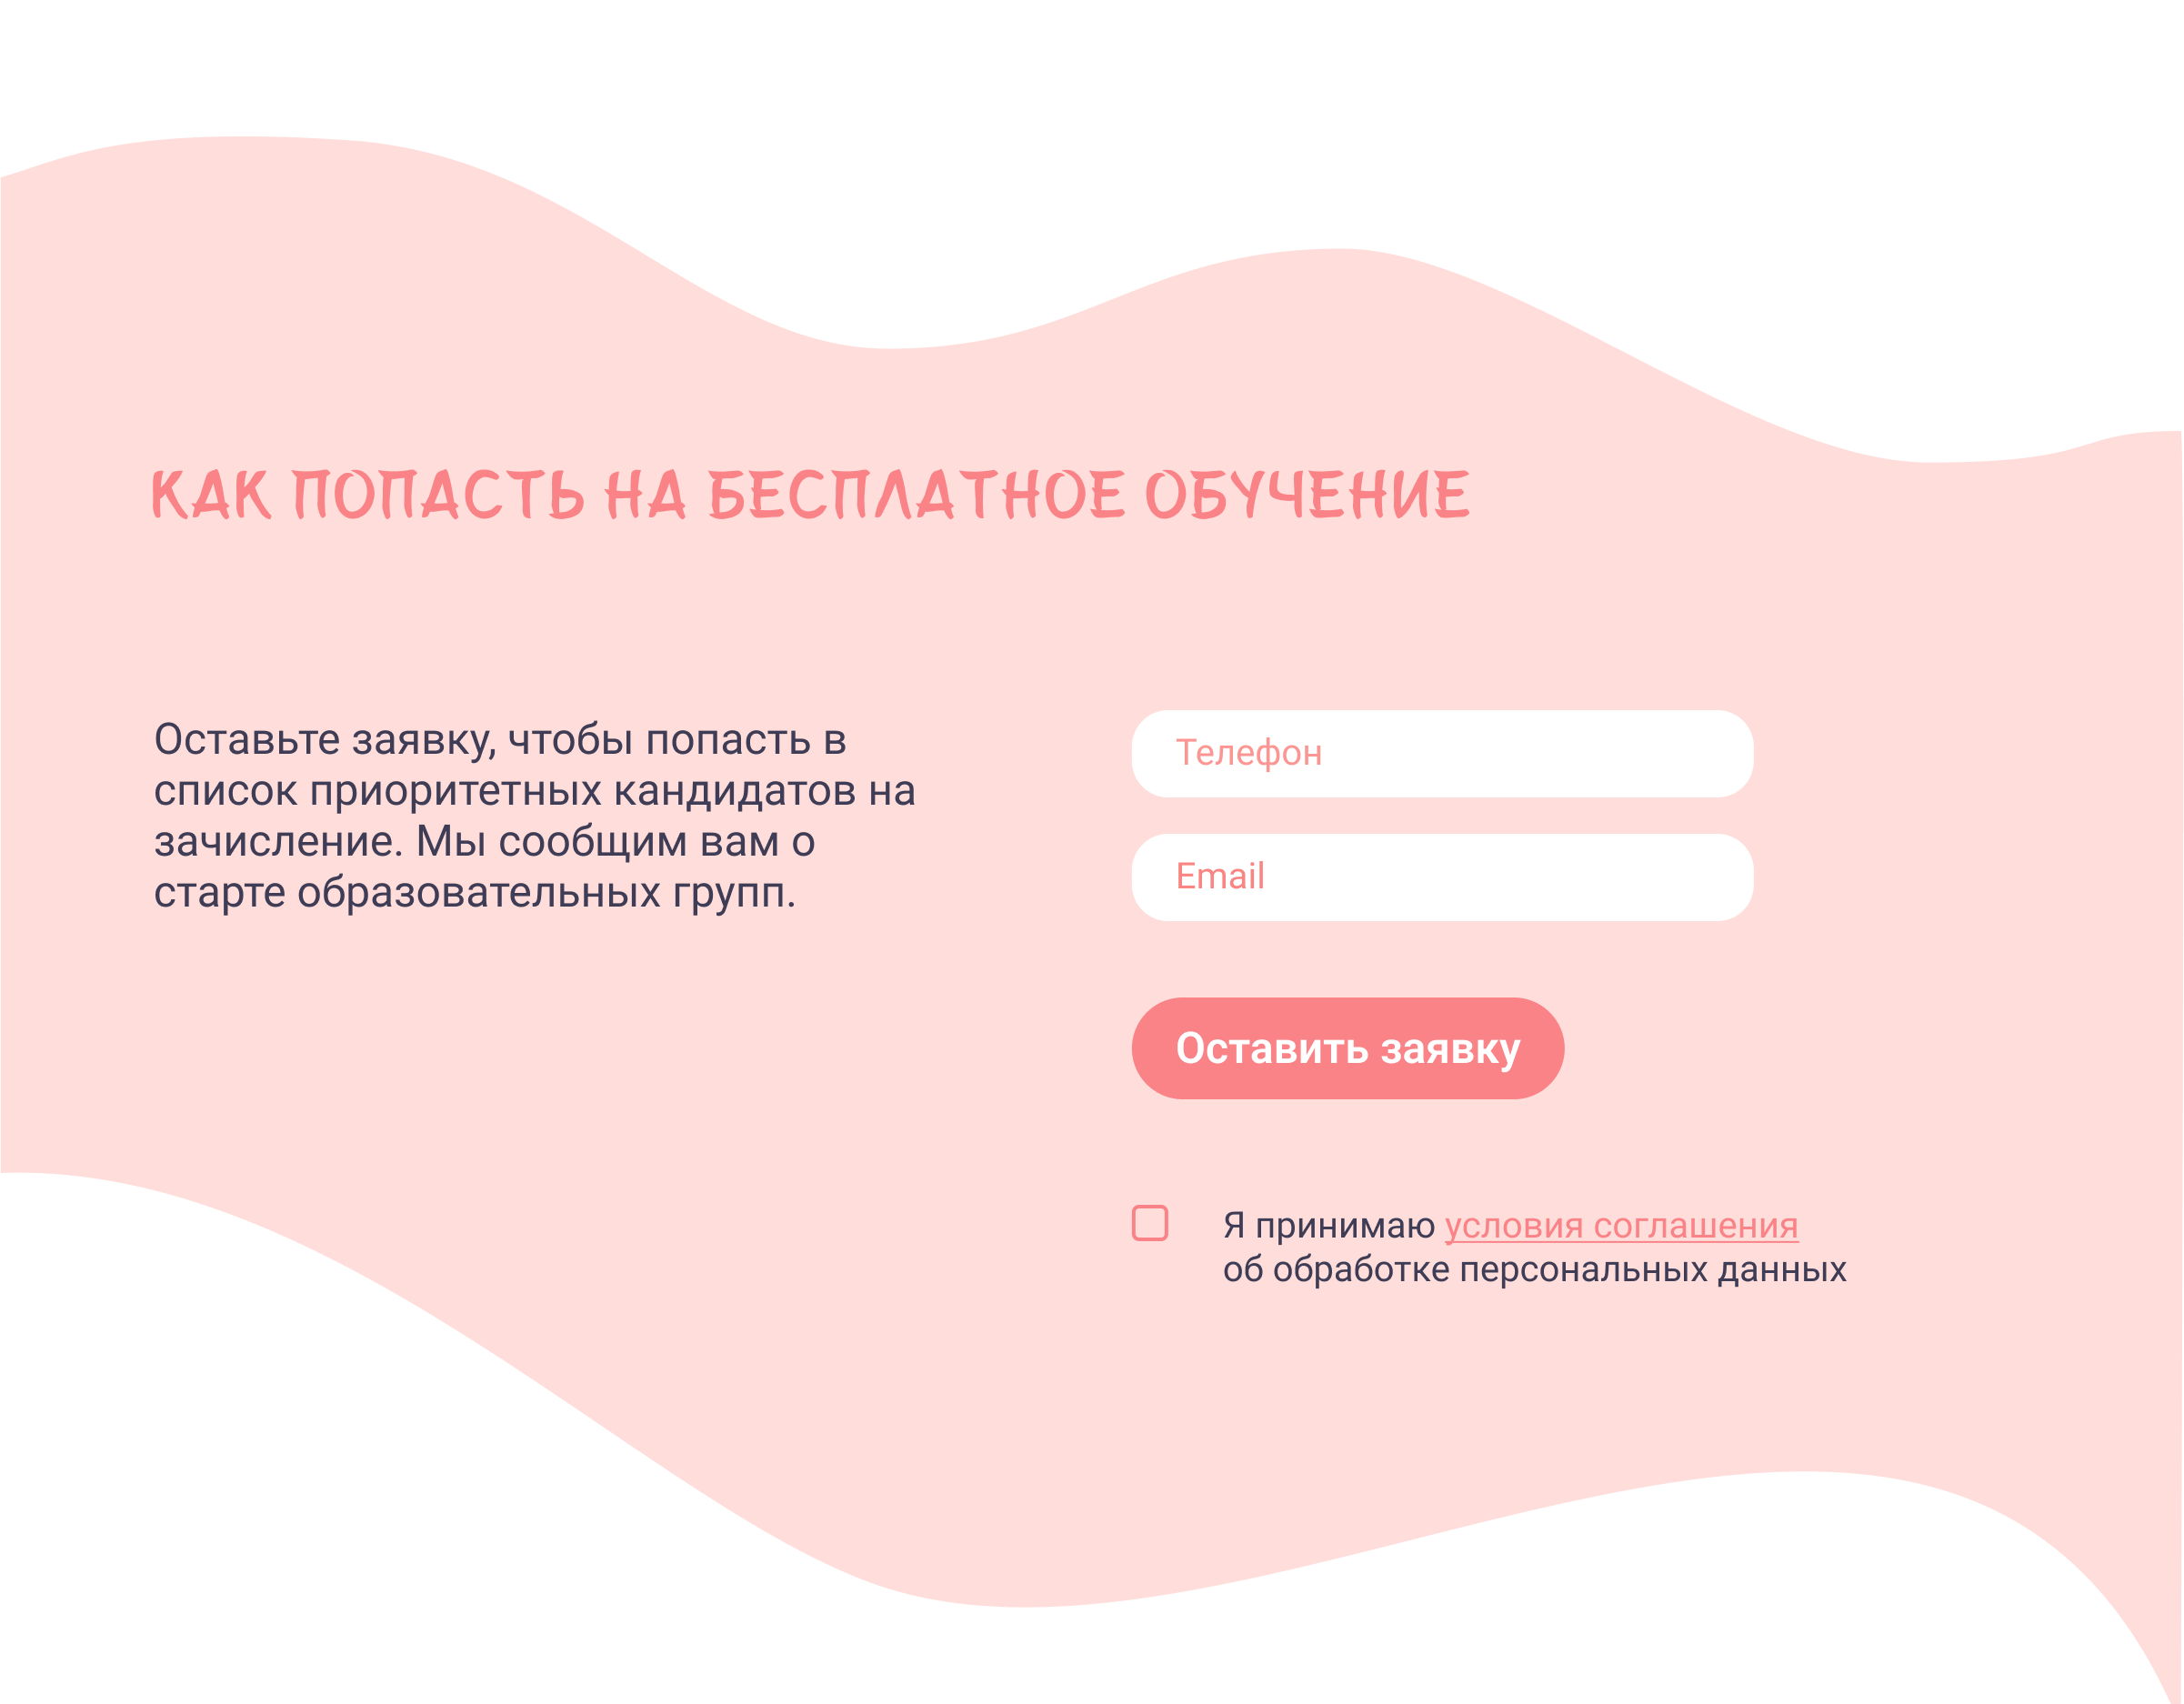 КАК ПОПАСТЬ НА БЕСПЛАТНОЕ ОБУЧЕНИЕ
Оставьте заявку, чтобы попасть в
список приоритетных кандидатов на
зачисление. Мы сообщим вам о
старте образовательных групп.
Телефон
Email
Оставить заявку
Я принимаю условия соглашения
об обработке персональных данных